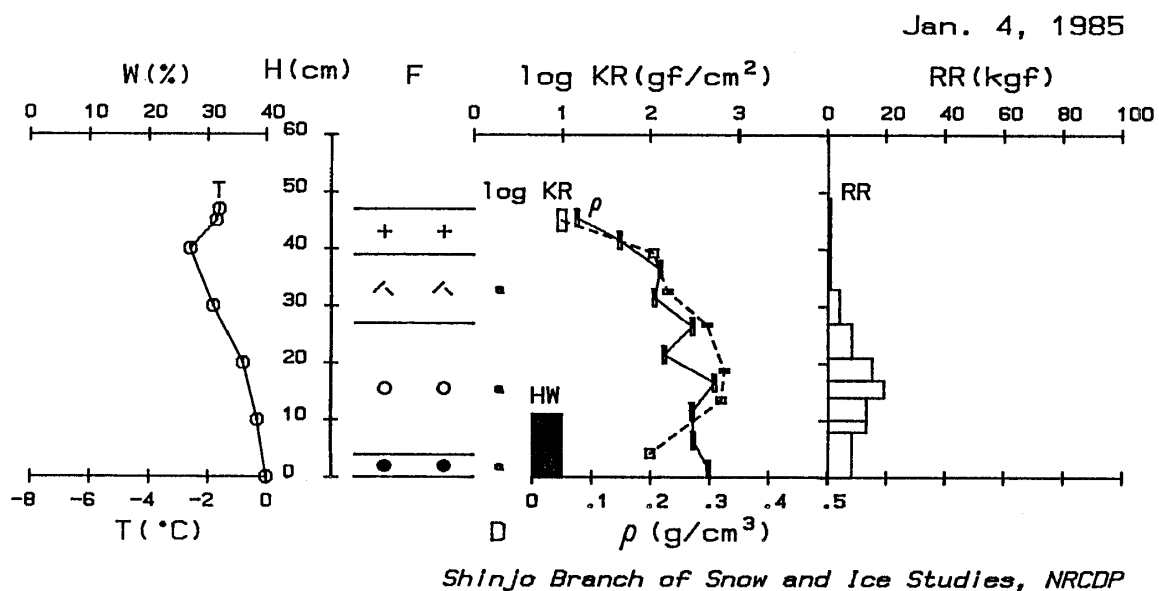 Jan. 4, 1985
W(%) H(cm) F log KR(gf/cm²) RR(kgf)
0 10 20 30 40 0 1 2 3 0 20 40 60 80 100
60
50
40
30
20
10
0
T log KR ρ RR
HW
-8 -6 -4 -2 0 0 .1 .2 .3 .4 .5
T(°C) D ρ(g/cm³)
Shinjo Branch of Snow and Ice Studies, NRCDP